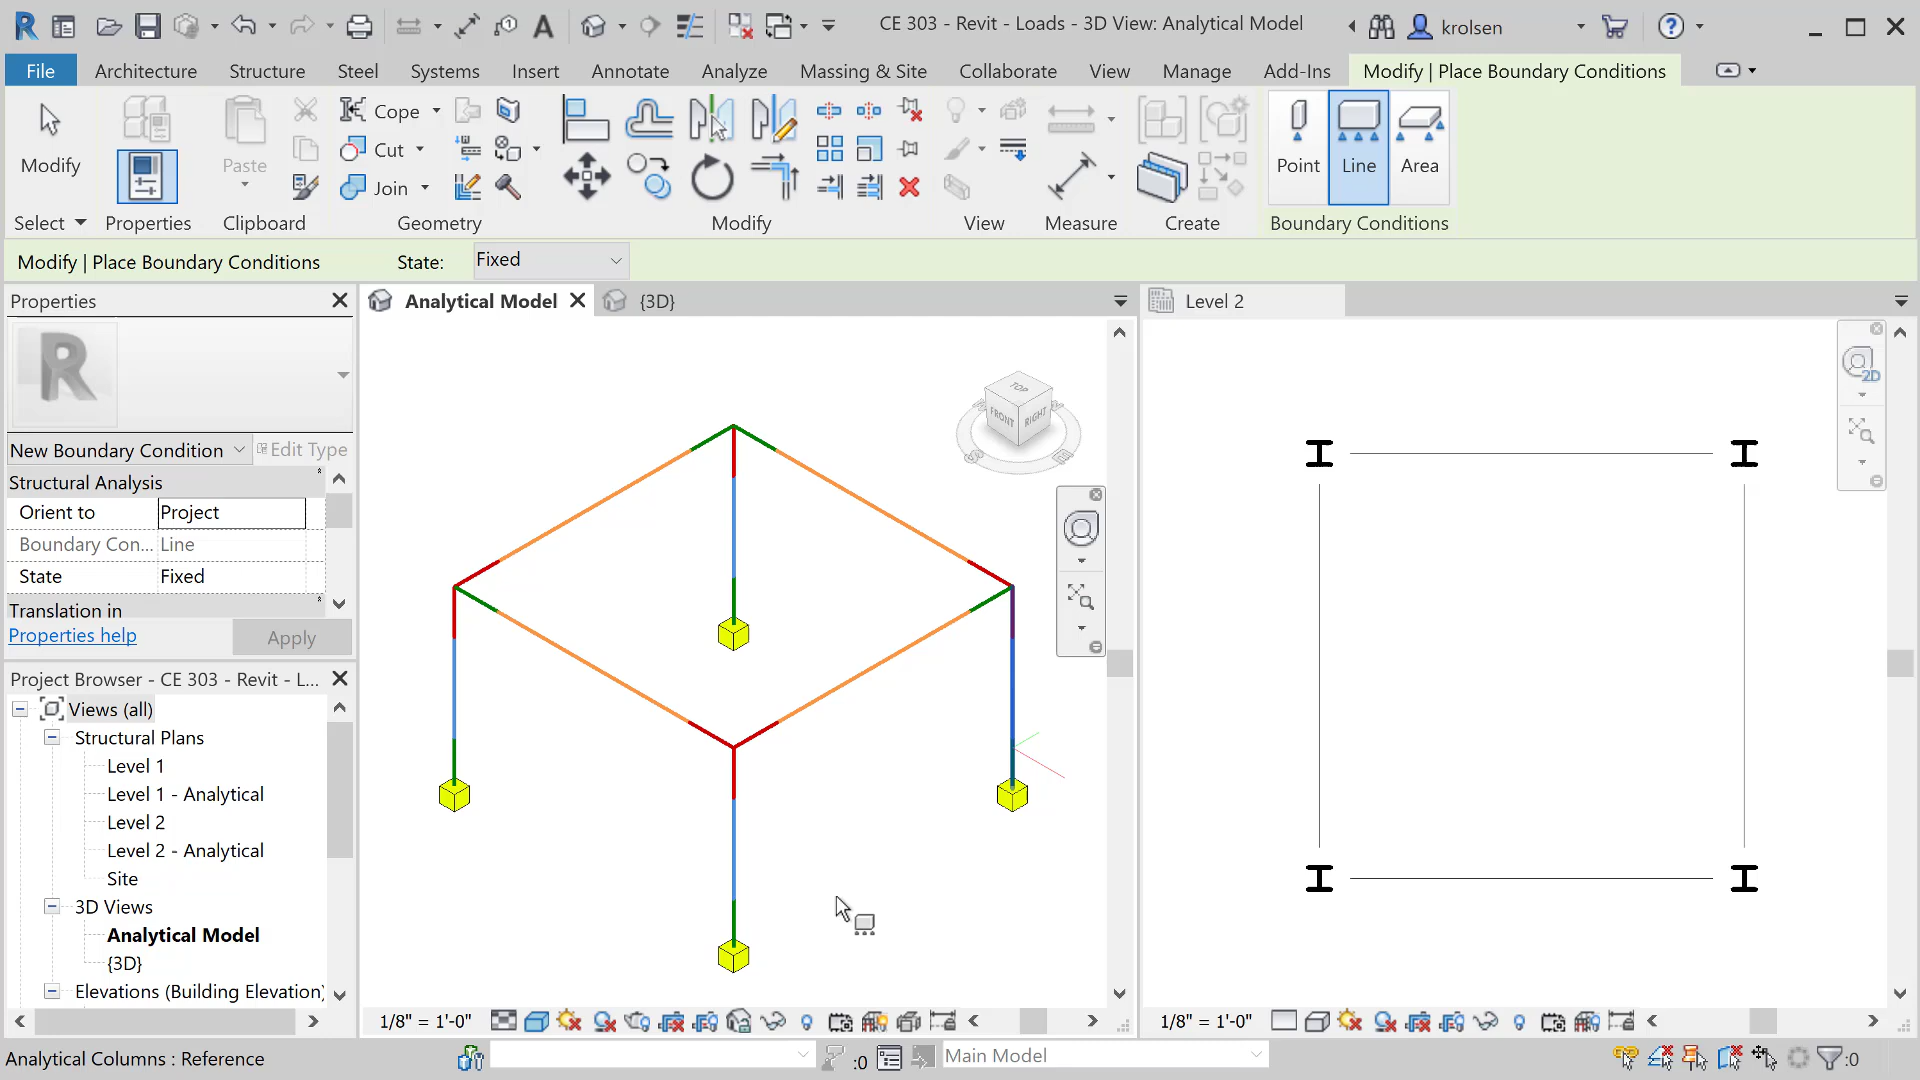 CE 303 - Revit - Loads - 3D View: Analytical Model
krolsen
File
Architecture
Structure
Steel
Systems
Insert
Annotate
Analyze
Massing & Site
Collaborate
View
Manage
Add-Ins
Modify | Place Boundary Conditions
Modify
Paste
Cope
Cut
Join
Point
Line
Area
Select
Properties
Clipboard
Geometry
Modify
View
Measure
Create
Boundary Conditions
Modify | Place Boundary Conditions
State:
Fixed
Properties
Analytical Model
{3D}
Level 2
New Boundary Condition
Edit Type
Structural Analysis
Orient to
Project
Boundary Con...
Line
State
Fixed
Translation in
Properties help
Apply
Project Browser - CE 303 - Revit - L...
Views (all)
Structural Plans
Level 1
Level 1 - Analytical
Level 2
Level 2 - Analytical
Site
3D Views
Analytical Model
{3D}
Elevations (Building Elevation)
TOP
FRONT
RIGHT
2D
1/8" = 1'-0"
1/8" = 1'-0"
Analytical Columns : Reference
:0
Main Model
:0